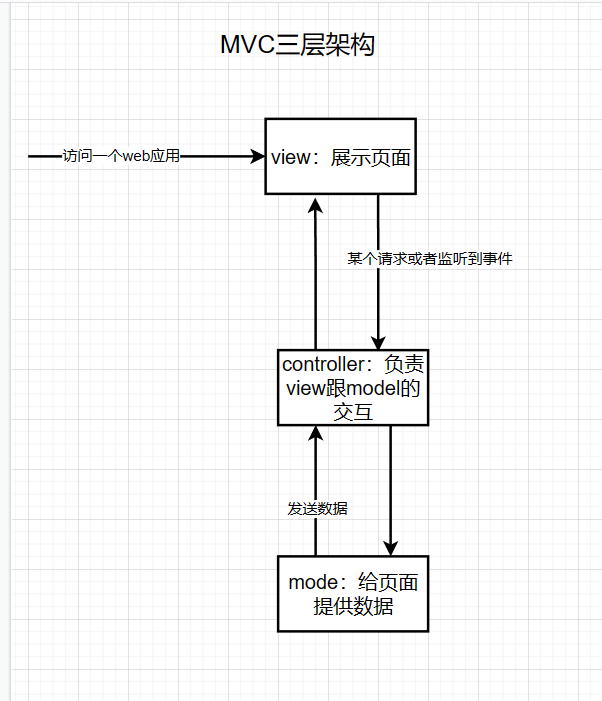 MVC三层架构
访问一个web应用
view：展示页面
某个请求或者监听到事件
controller：负责
view跟model的
交互
发送数据
mode：给页面
提供数据